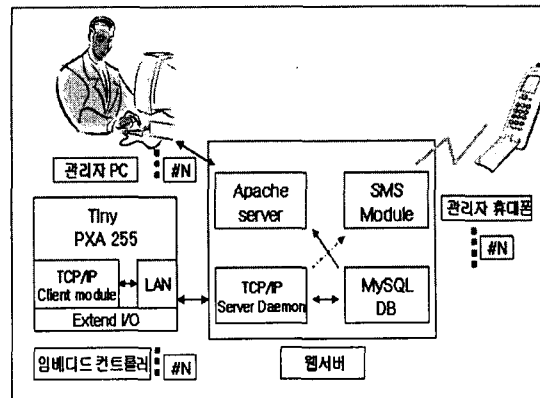 관리자 PC
#N
Apache
server
SMS
Module
관리자 휴대폰
#N
Tiny
PXA 255
TCP/IP
Client module
LAN
Extend I/O
TCP/IP
Server Daemon
MySQL
DB
임베디드 컨트롤러
#N
웹서버